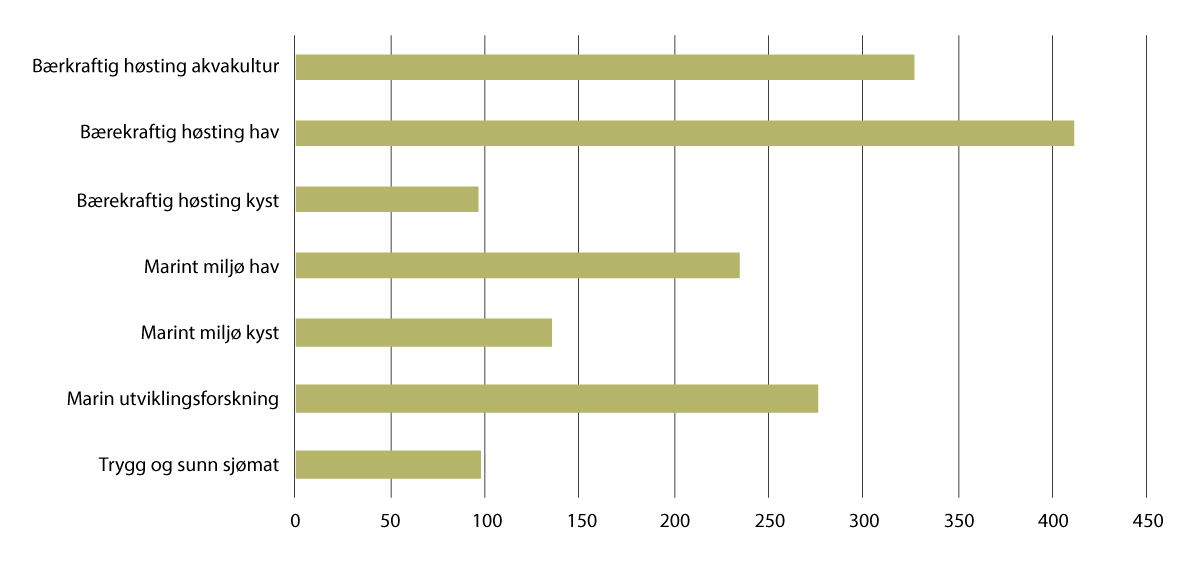 Bærkraftig høsting akvakultur
Bærekraftig høsting hav
Bærekraftig høsting kyst
Marint miljø hav
Marint miljø kyst
Marin utviklingsforskning
Trygg og sunn sjømat
0 50 100 150 200 250 300 350 400 450